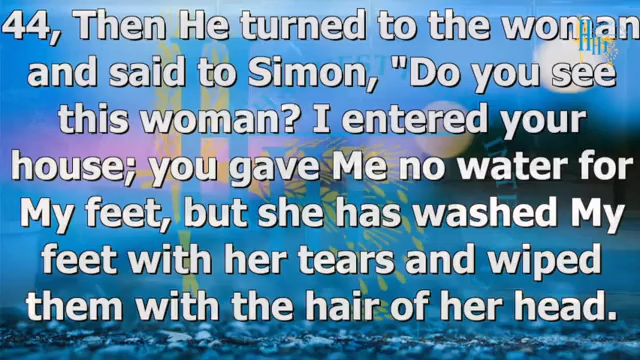 44, Then He turned to the woman
and said to Simon, "Do you see
this woman? I entered your
house; you gave Me no water for
My feet, but she has washed My
feet with her tears and wiped
them with the hair of her head.